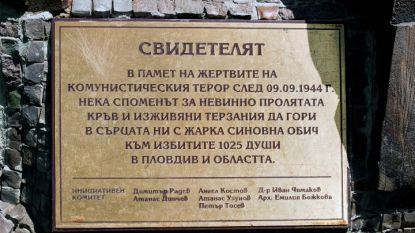 СВИДЕТЕЛЯТ
В ПАМЕТ НА ЖЕРТВИТЕ НА
КОМУНИСТИЧЕСКИЯ ТЕРОР СЛЕД 09.09.1944 Г.
НЕКА СПОМЕНЪТ ЗА НЕВИННО ПРОЛЯТАТА
КРЪВ И ИЗЖИВЯНИ ТЕРЗАНИЯ ДА ГОРИ
В СЪРЦАТА НИ С ЖАРКА СИНОВНА ОБИЧ
КЪМ ИЗБИТИТЕ 1025 ДУШИ
В ПЛОВДИВ И ОБЛАСТТА.
ИНИЦИАТИВЕН Димитър Радев Ангел Костов Д-р Иван Чомаков
КОМИТЕТ Атанас Динчев Атанас Узунов Арх. Емилия Божкова
Петър Тосев